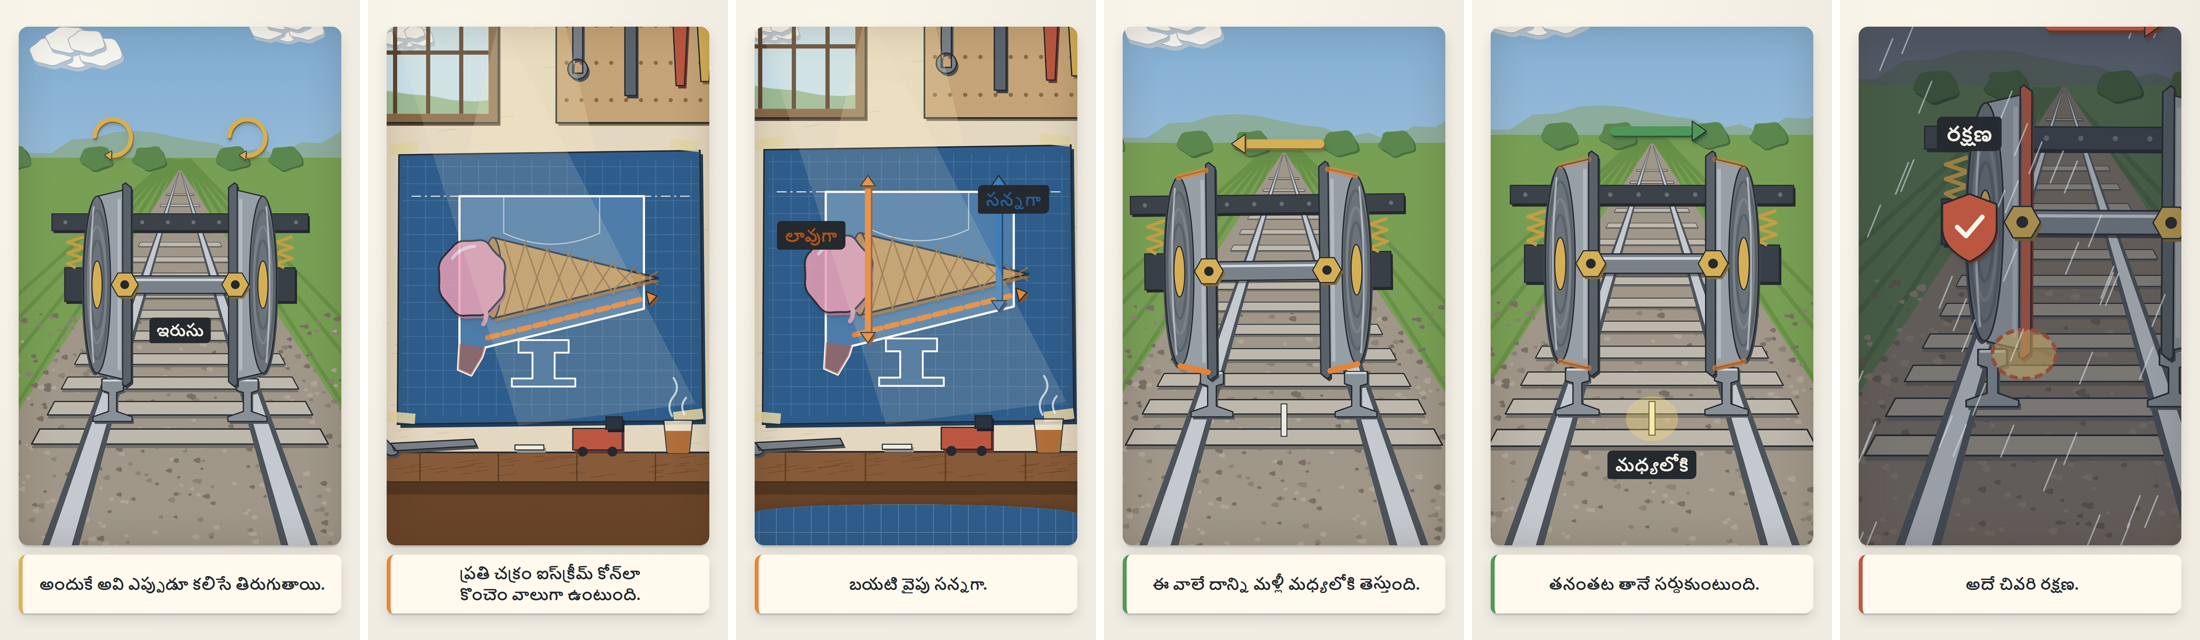 ఇరుసు
అందుకే అవి ఎప్పుడూ కలిసే తిరుగుతాయి.
ప్రతి చక్రం ఐస్‌క్రీమ్ కోన్‌లా
కొంచెం వాలుగా ఉంటుంది.
సన్నగా
లావుగా
బయటి వైపు సన్నగా.
ఈ వాలే దాన్ని మళ్లీ మధ్యలోకి తెస్తుంది.
మధ్యలోకి
తనంతట తానే సర్దుకుంటుంది.
రక్షణ
అదే చివరి రక్షణ.